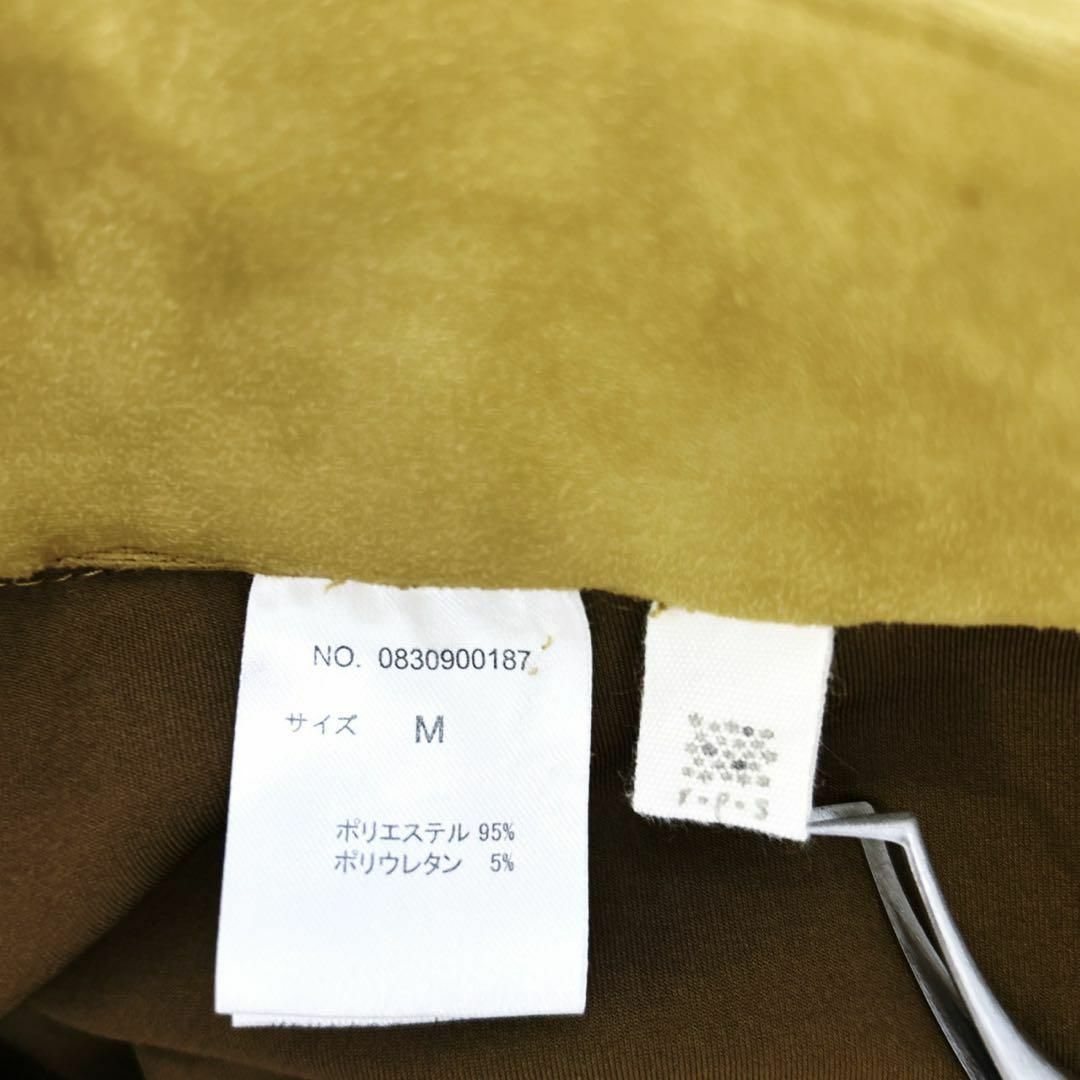 NO. 0830900187
サイズ M
ポリエステル 95%
ポリウレタン 5%
r・p・s